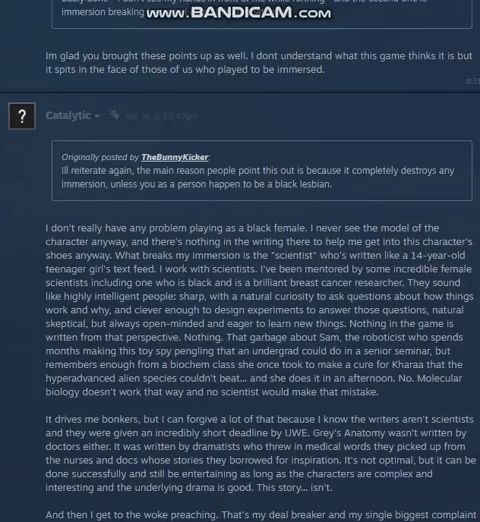 immersion breaking
www.BANDICAM.com
Im glad you brought these points up as well. I dont understand what this game thinks it is but
it spits in the face of those of us who played to be immersed.
Catalytic
Originally posted by TheBunnyKicker:
Ill reiterate again, the main reason people point this out is because it completely destroys any
immersion, unless you as a person happen to be a black lesbian.
I don't really have any problem playing as a black female. I never see the model of the
character anyway, and there's nothing in the writing there to help me get into this character's
shoes anyway. What breaks my immersion is the "scientist" who's written like a 14-year-old
teenager girl's text feed. I work with scientists. I've been mentored by some incredible female
scientists including one who is black and is a brilliant breast cancer researcher. They sound
like highly intelligent people: sharp, with a natural curiosity to ask questions about how things
work and why, and clever enough to design experiments to answer those questions, natural
skeptical, but always open-minded and eager to learn new things. Nothing in the game is
written from that perspective. Nothing. That garbage about Sam, the roboticist who spends
months making this toy spy pengling that an undergrad could do in a senior seminar, but
remembers enough from a biochem class she once took to make a cure for Kharaa that the
hyperadvanced alien species couldn't beat... and she does it in an afternoon. No. Molecular
biology doesn't work that way and no scientist would make that mistake.
It drives me bonkers, but I can forgive a lot of that because I know the writers aren't scientists
and they were given an incredibly short deadline by UWE. Grey's Anatomy wasn't written by
doctors either. It was written by dramatists who threw in medical words they picked up from
the nurses and docs whose stories they borrowed for inspiration. It's not optimal, but it can be
done successfully and still be entertaining as long as the characters are complex and
interesting and the underlying drama is good. This story... isn't.
And then I get to the woke preaching. That's my deal breaker and my single biggest complaint